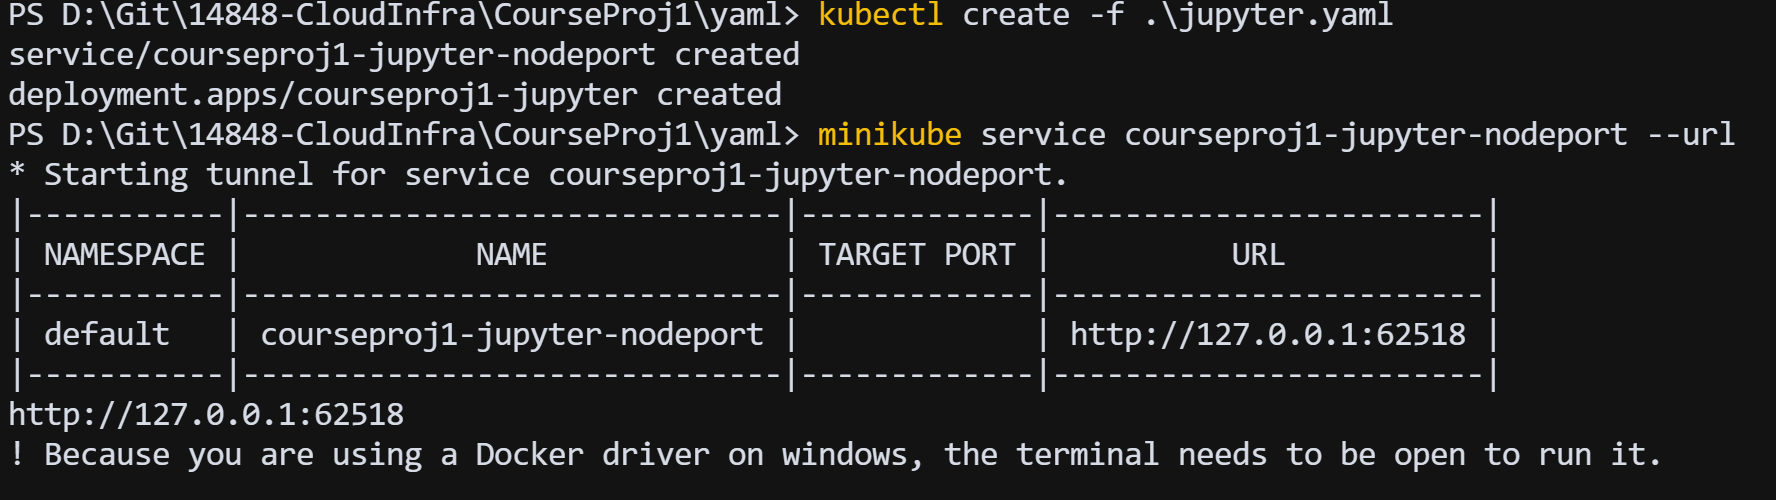 PS D:\Git\14848-CloudInfra\CourseProj1\yaml> kubectl create -f .\jupyter.yaml
service/courseproj1-jupyter-nodeport created
deployment.apps/courseproj1-jupyter created
PS D:\Git\14848-CloudInfra\CourseProj1\yaml> minikube service courseproj1-jupyter-nodeport --url
* Starting tunnel for service courseproj1-jupyter-nodeport.
|-----------|------------------------------|-------------|------------------------|
| NAMESPACE |             NAME             | TARGET PORT |          URL           |
|-----------|------------------------------|-------------|------------------------|
| default   | courseproj1-jupyter-nodeport |             | http://127.0.0.1:62518 |
|-----------|------------------------------|-------------|------------------------|
http://127.0.0.1:62518
! Because you are using a Docker driver on windows, the terminal needs to be open to run it.